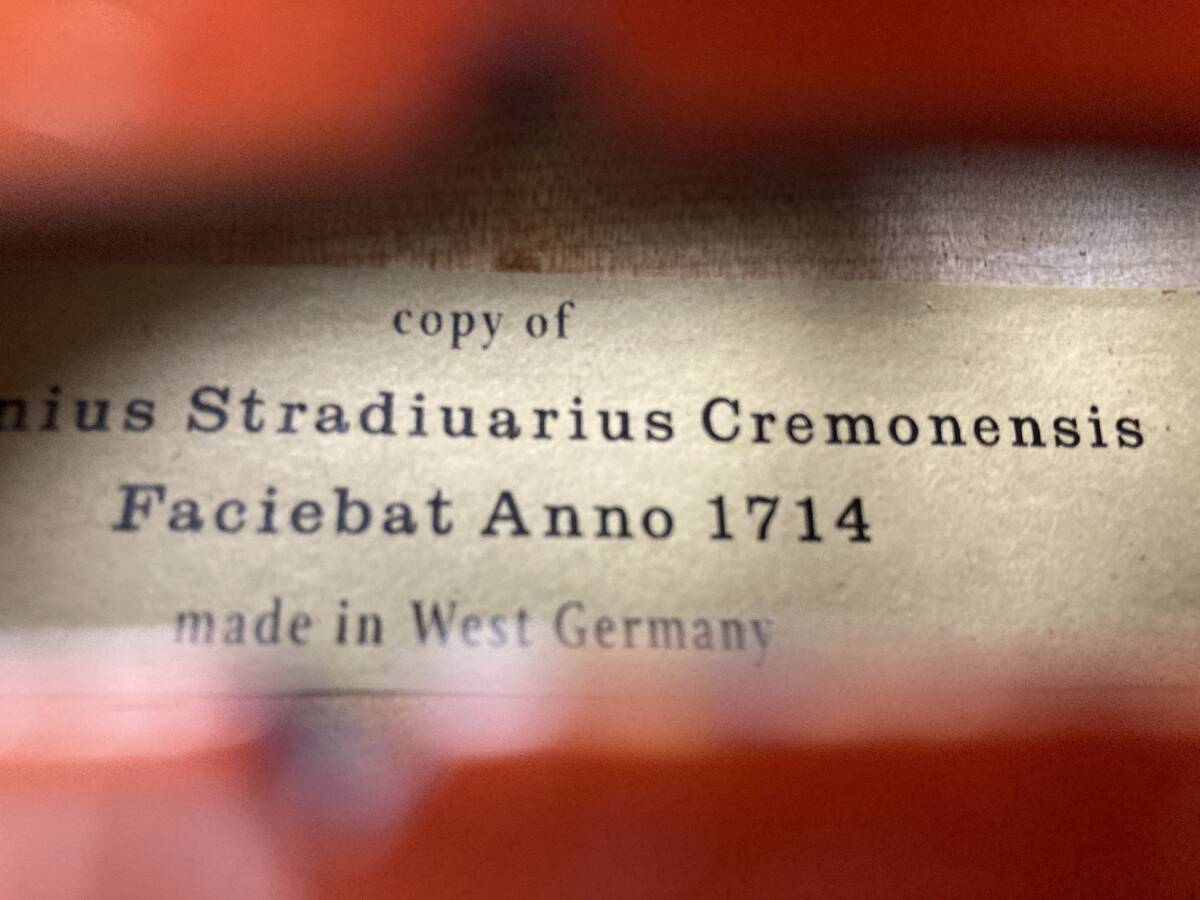 copy of
nius Stradiuarius Cremonensis
Faciebat Anno 1714
made in West Germany